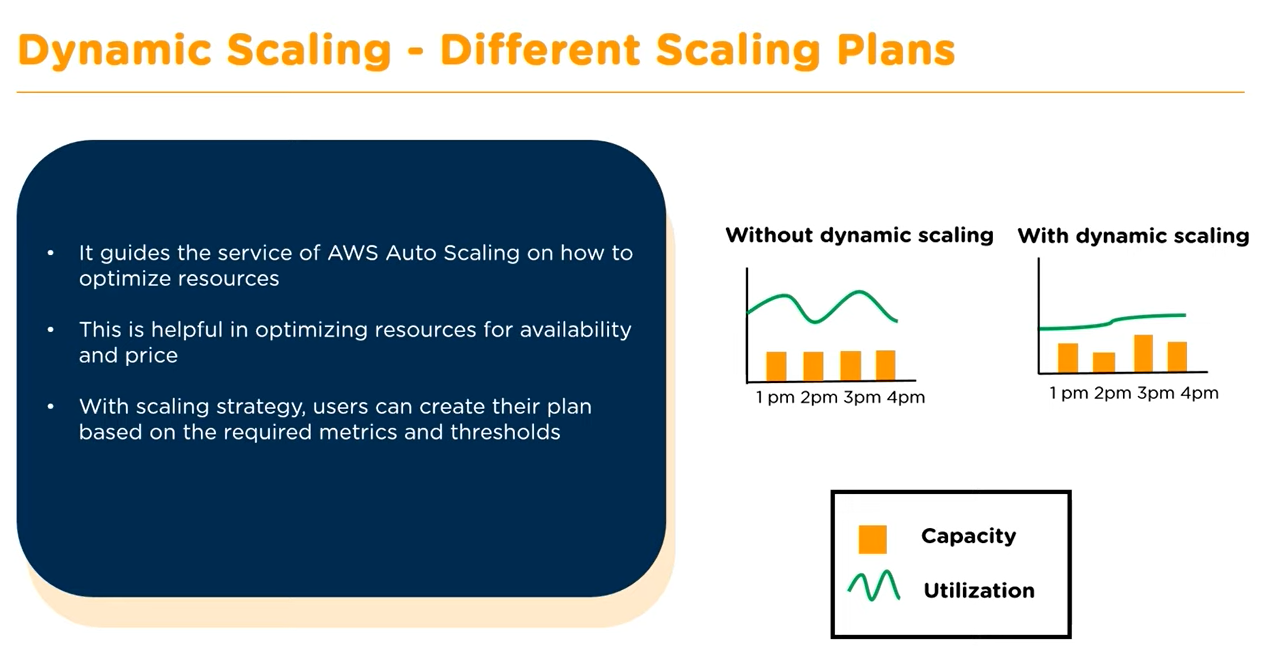 Dynamic Scaling - Different Scaling Plans
• It guides the service of AWS Auto Scaling on how to
optimize resources
• This is helpful in optimizing resources for availability
and price
• With scaling strategy, users can create their plan
based on the required metrics and thresholds
Without dynamic scaling
1 pm 2pm 3pm 4pm
With dynamic scaling
1 pm 2pm 3pm 4pm
Capacity
Utilization